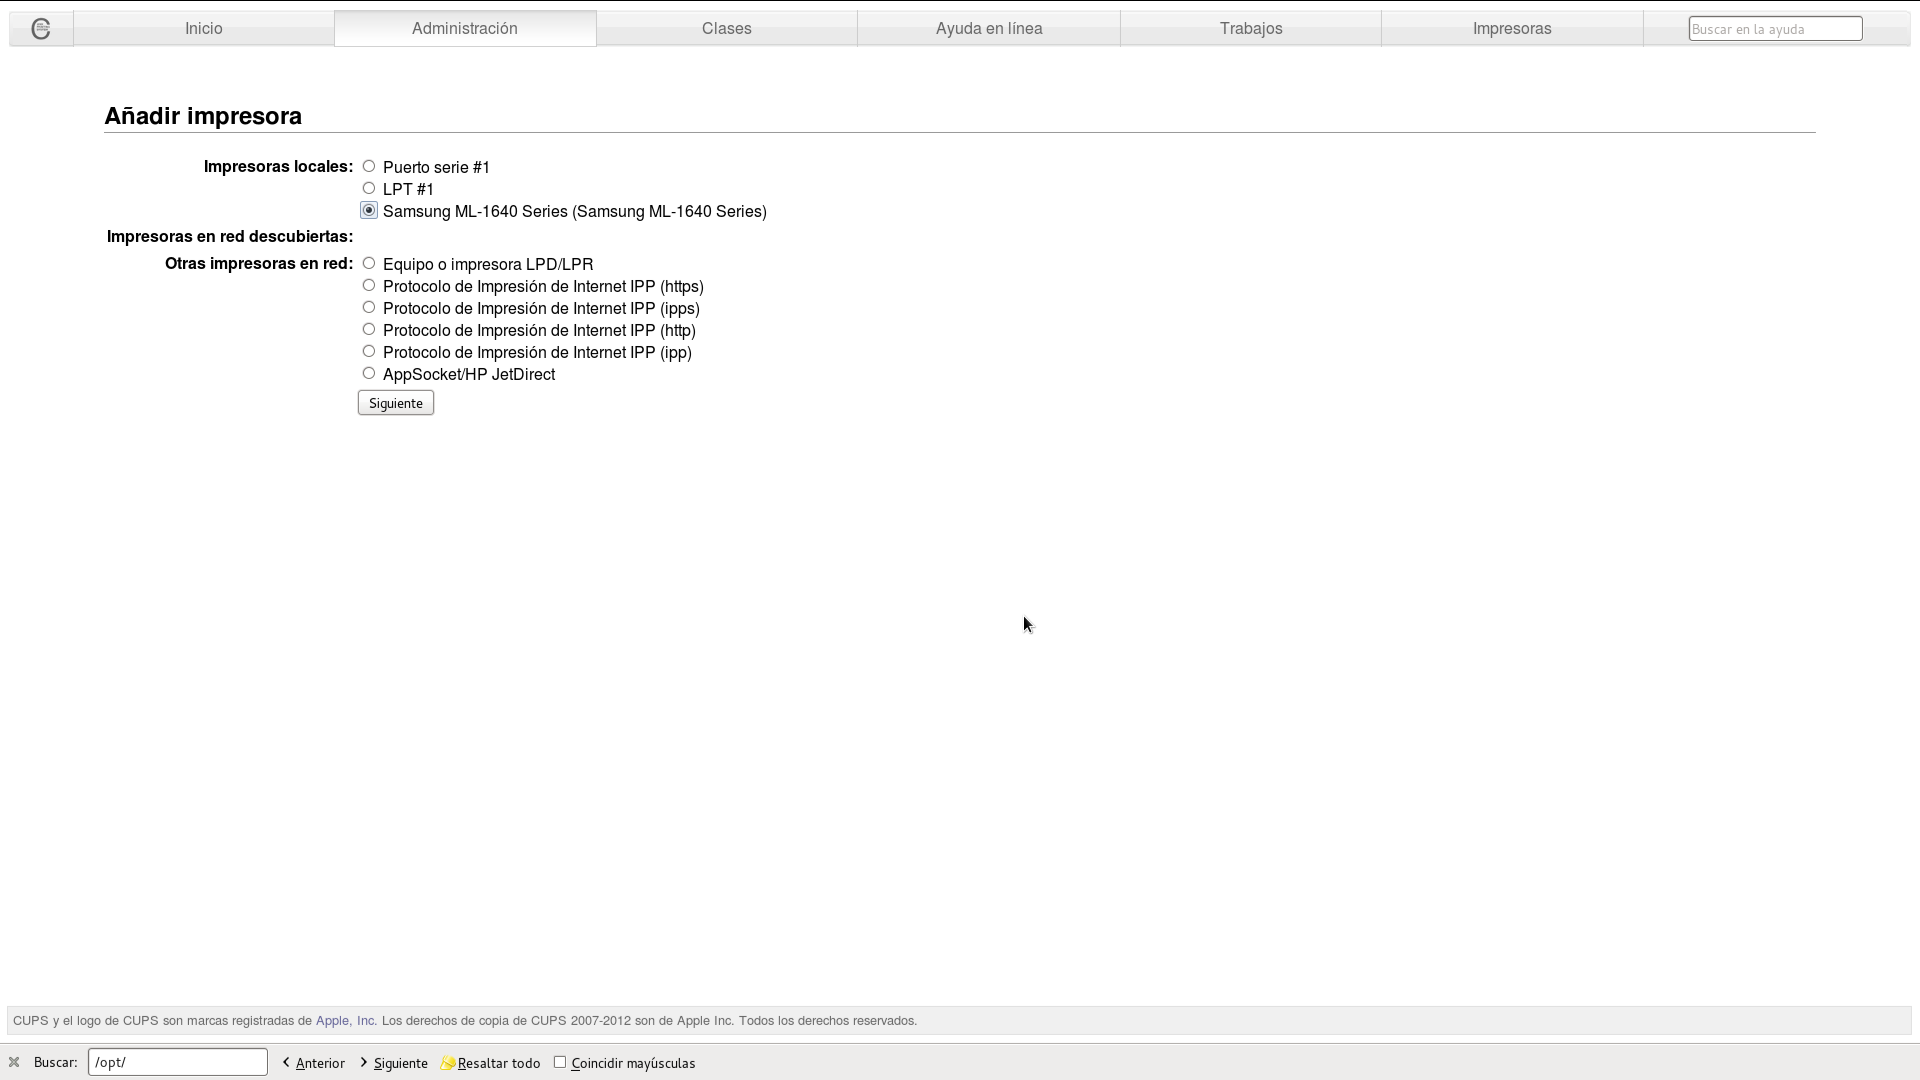 Inicio
Administración
Clases
Ayuda en línea
Trabajos
Impresoras
Buscar en la ayuda
Añadir impresora
Impresoras locales:
Puerto serie #1
LPT #1
Samsung ML-1640 Series (Samsung ML-1640 Series)
Impresoras en red descubiertas:
Otras impresoras en red:
Equipo o impresora LPD/LPR
Protocolo de Impresión de Internet IPP (https)
Protocolo de Impresión de Internet IPP (ipps)
Protocolo de Impresión de Internet IPP (http)
Protocolo de Impresión de Internet IPP (ipp)
AppSocket/HP JetDirect
Siguiente
CUPS y el logo de CUPS son marcas registradas de Apple, Inc. Los derechos de copia de CUPS 2007-2012 son de Apple Inc. Todos los derechos reservados.
Buscar: /opt/ Anterior Siguiente Resaltar todo Coincidir mayúsculas